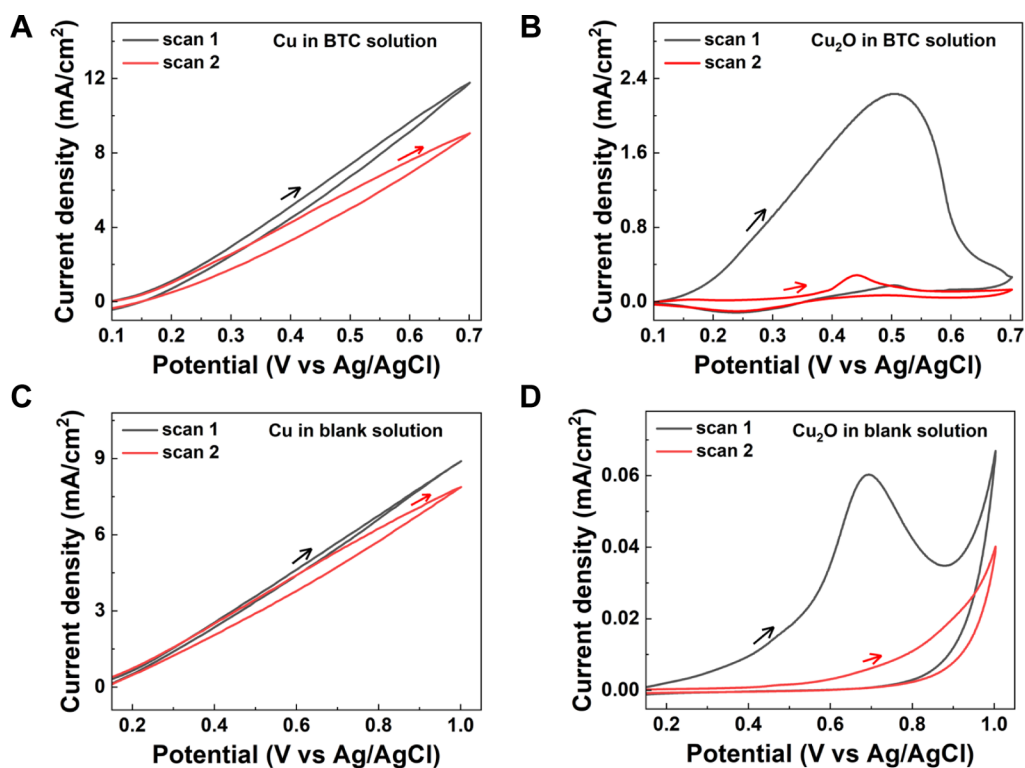 A
scan 1
scan 2
Cu in BTC solution
Current density (mA/cm²)
12
8
4
0
0.1 0.2 0.3 0.4 0.5 0.6 0.7
Potential (V vs Ag/AgCl)
B
scan 1
scan 2
Cu₂O in BTC solution
Current density (mA/cm²)
2.4
1.6
0.8
0.0
0.1 0.2 0.3 0.4 0.5 0.6 0.7
Potential (V vs Ag/AgCl)
C
scan 1
scan 2
Cu in blank solution
Current density (mA/cm²)
9
6
3
0
0.2 0.4 0.6 0.8 1.0
Potential (V vs Ag/AgCl)
D
scan 1
scan 2
Cu₂O in blank solution
Current density (mA/cm²)
0.06
0.04
0.02
0.00
0.2 0.4 0.6 0.8 1.0
Potential (V vs Ag/AgCl)